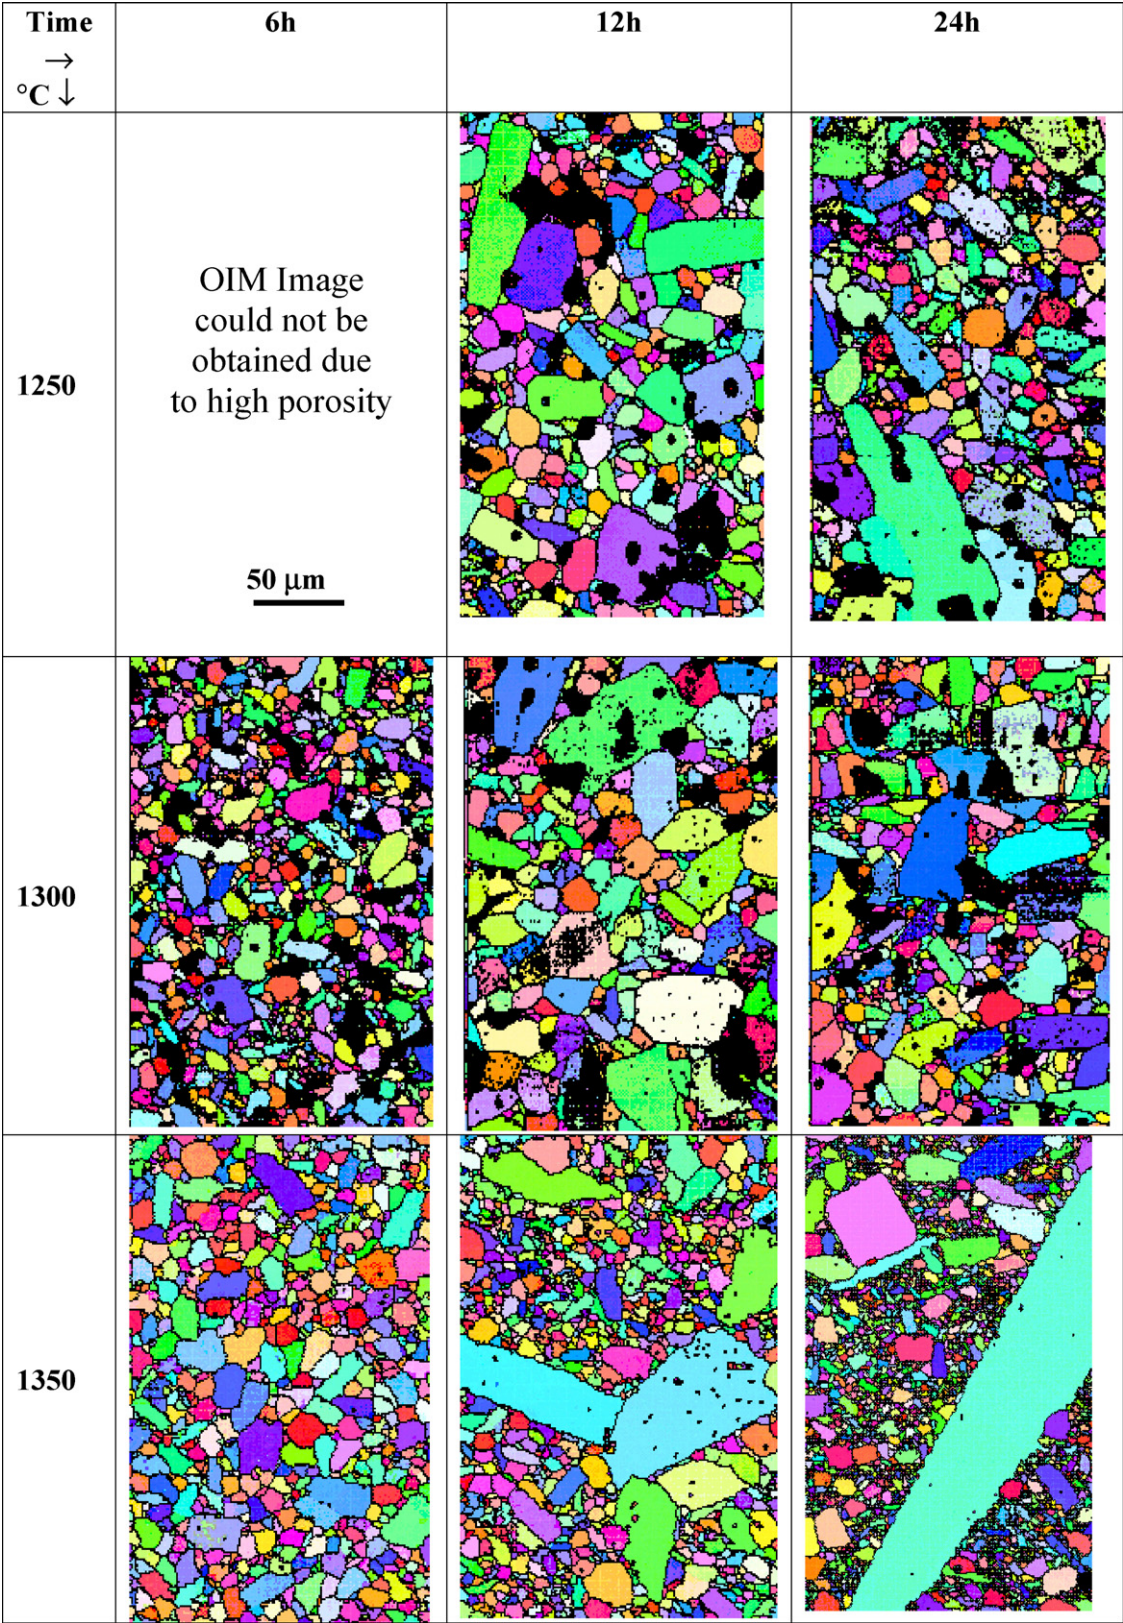 Time
→
°C ↓
6h
12h
24h
1250
OIM Image
could not be
obtained due
to high porosity
50 μm
1300
1350